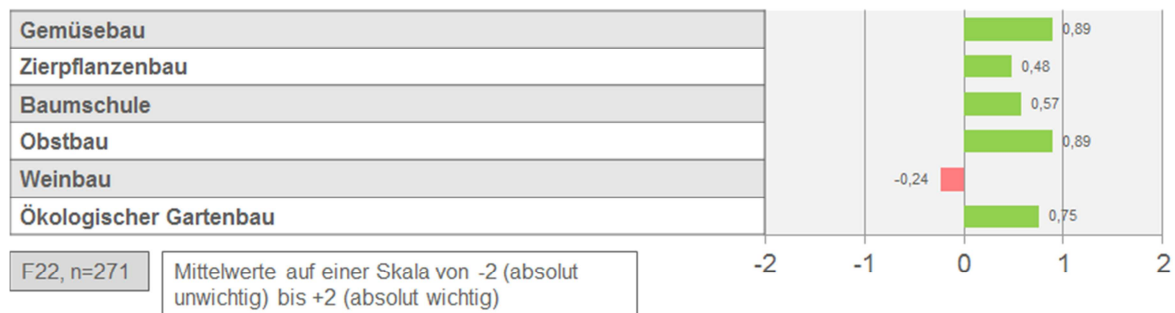 Gemüsebau 0,89
Zierpflanzenbau 0,48
Baumschule 0,57
Obstbau 0,89
Weinbau -0,24
Ökologischer Gartenbau 0,75
-2 -1 0 1 2
F22, n=271
Mittelwerte auf einer Skala von -2 (absolut
unwichtig) bis +2 (absolut wichtig)